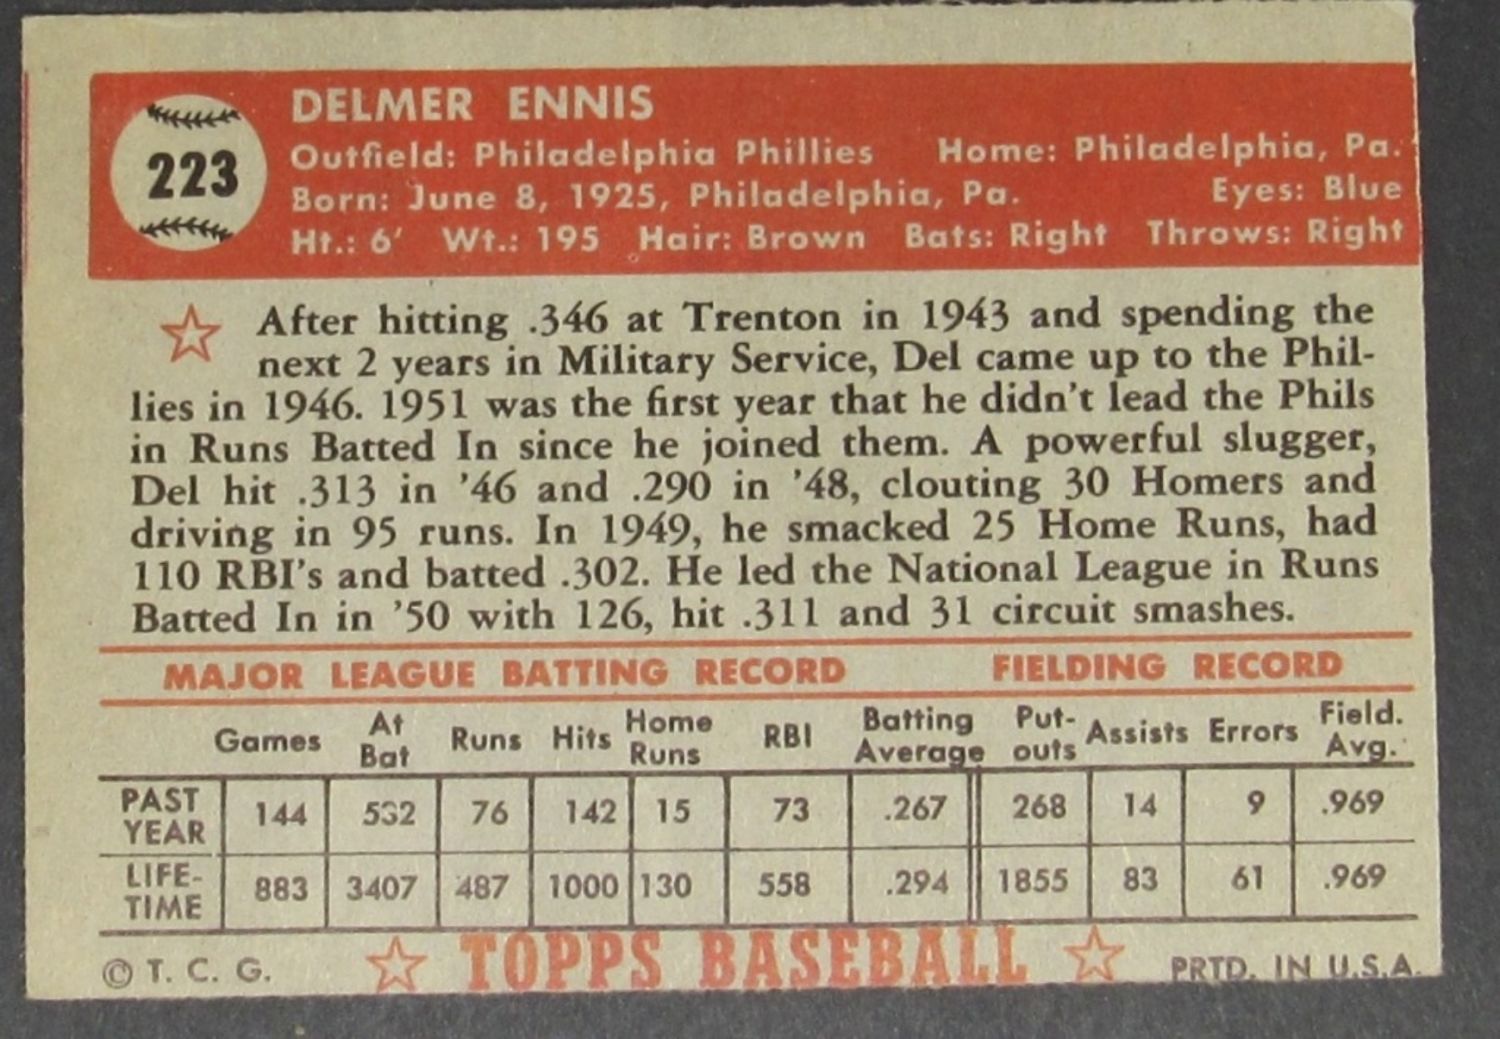 223
DELMER ENNIS
Outfield: Philadelphia Phillies Home: Philadelphia, Pa.
Born: June 8, 1925, Philadelphia, Pa. Eyes: Blue
Ht.: 6' Wt.: 195 Hair: Brown Bats: Right Throws: Right
After hitting .346 at Trenton in 1943 and spending the
next 2 years in Military Service, Del came up to the Phil-
lies in 1946. 1951 was the first year that he didn't lead the Phils
in Runs Batted In since he joined them. A powerful slugger,
Del hit .313 in '46 and .290 in '48, clouting 30 Homers and
driving in 95 runs. In 1949, he smacked 25 Home Runs, had
110 RBI's and batted .302. He led the National League in Runs
Batted In in '50 with 126, hit .311 and 31 circuit smashes.
MAJOR LEAGUE BATTING RECORD FIELDING RECORD
Games At Bat Runs Hits Home Runs RBI Batting Average Put-outs Assists Errors Field. Avg.
PAST YEAR 144 532 76 142 15 73 .267 268 14 9 .969
LIFE-TIME 883 3407 487 1000 130 558 .294 1855 83 61 .969
© T. C. G. TOPPS BASEBALL PRTD. IN U.S.A.